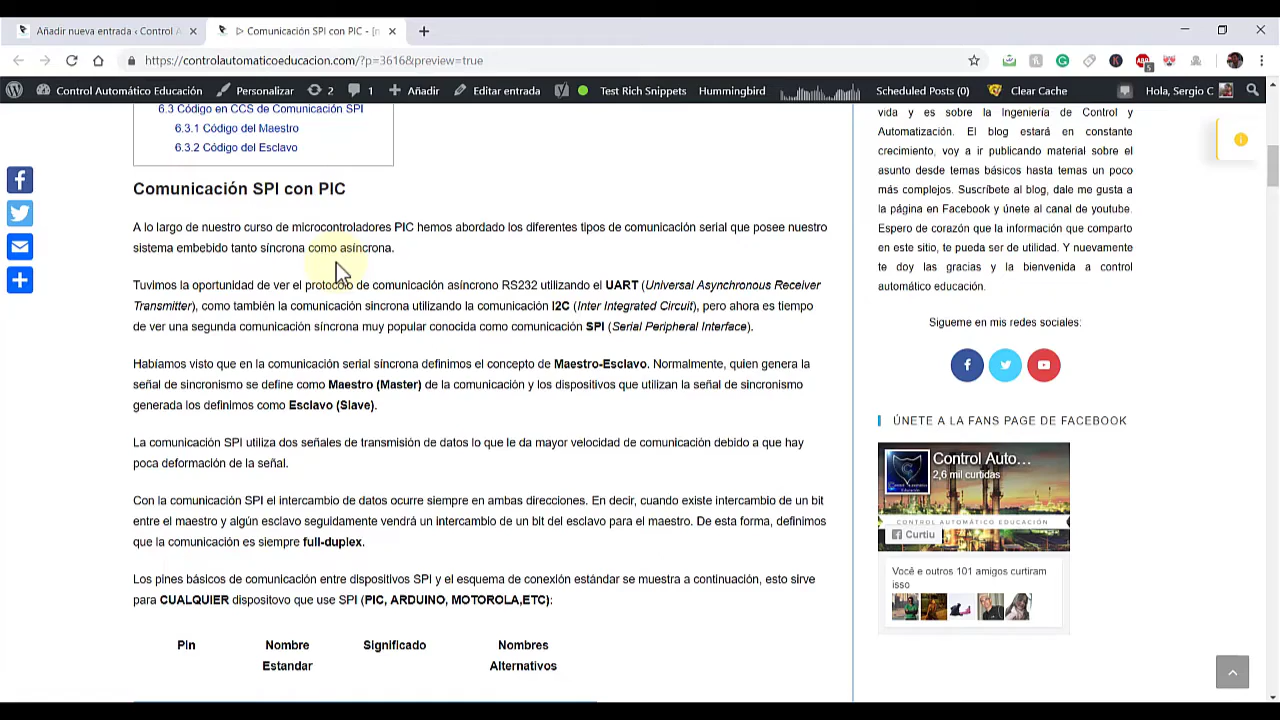 Añadir nueva entrada ‹ Control A
▷ Comunicación SPI con PIC - [
https://controlautomaticoeducacion.com/?p=3616&preview=true
Control Automático Educación
Personalizar
2
1
Añadir
Editar entrada
Test Rich Snippets
Hummingbird
Scheduled Posts (0)
Clear Cache
Hola, Sergio C
6.3 Código en CCS de Comunicación SPI
6.3.1 Código del Maestro
6.3.2 Código del Esclavo
Comunicación SPI con PIC
A lo largo de nuestro curso de microcontroladores PIC hemos abordado los diferentes tipos de comunicación serial que posee nuestro
sistema embebido tanto síncrona como asíncrona.
Tuvimos la oportunidad de ver el protocolo de comunicación asíncrono RS232 utilizando el UART (Universal Asynchronous Receiver
Transmitter), como también la comunicación sincrona utilizando la comunicación I2C (Inter Integrated Circuit), pero ahora es tiempo
de ver una segunda comunicación síncrona muy popular conocida como comunicación SPI (Serial Peripheral Interface).
Habíamos visto que en la comunicación serial síncrona definimos el concepto de Maestro-Esclavo. Normalmente, quien genera la
señal de sincronismo se define como Maestro (Master) de la comunicación y los dispositivos que utilizan la señal de sincronismo
generada los definimos como Esclavo (Slave).
La comunicación SPI utiliza dos señales de transmisión de datos lo que le da mayor velocidad de comunicación debido a que hay
poca deformación de la señal.
Con la comunicación SPI el intercambio de datos ocurre siempre en ambas direcciones. En decir, cuando existe intercambio de un bit
entre el maestro y algún esclavo seguidamente vendrá un intercambio de un bit del esclavo para el maestro. De esta forma, definimos
que la comunicación es siempre full-duplex.
Los pines básicos de comunicación entre dispositivos SPI y el esquema de conexión estándar se muestra a continuación, esto sirve
para CUALQUIER dispositovo que use SPI (PIC, ARDUINO, MOTOROLA,ETC):
Pin
Nombre
Estandar
Significado
Nombres
Alternativos
vida y es sobre la Ingeniería de Control y
Automatización. El blog estará en constante
crecimiento, voy a ir publicando material sobre el
asunto desde temas básicos hasta temas un poco
más complejos. Suscríbete al blog, dale me gusta a
la página en Facebook y únete al canal de youtube.
Espero de corazón que la información que comparto
en este sitio, te pueda ser de utilidad. Y nuevamente
te doy las gracias y la bienvenida a control
automático educación.
Sigueme en mis redes sociales:
ÚNETE A LA FANS PAGE DE FACEBOOK
Control Auto...
2,6 mil curtidas
CONTROL AUTOMÁTICO EDUCACIÓN
Curtiu
Você e outros 101 amigos curtiram
isso